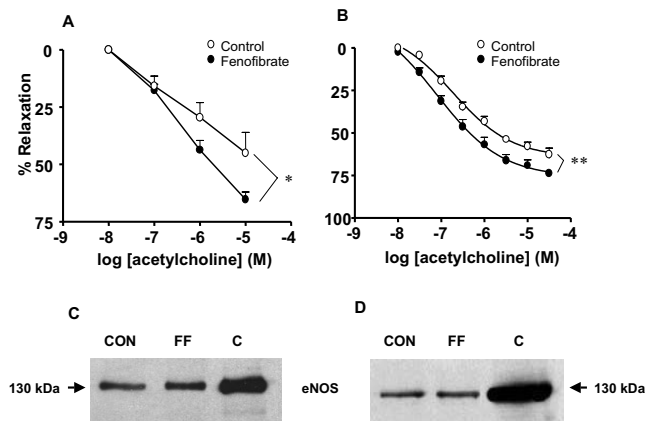 A
B
Control
Fenofibrate
Control
Fenofibrate
0
25
50
75
% Relaxation
*
-9 -8 -7 -6 -5 -4
log [acetylcholine] (M)
0
25
50
75
100
**
-9 -8 -7 -6 -5 -4
log [acetylcholine] (M)
C
CON FF C
130 kDa
eNOS
D
CON FF C
130 kDa